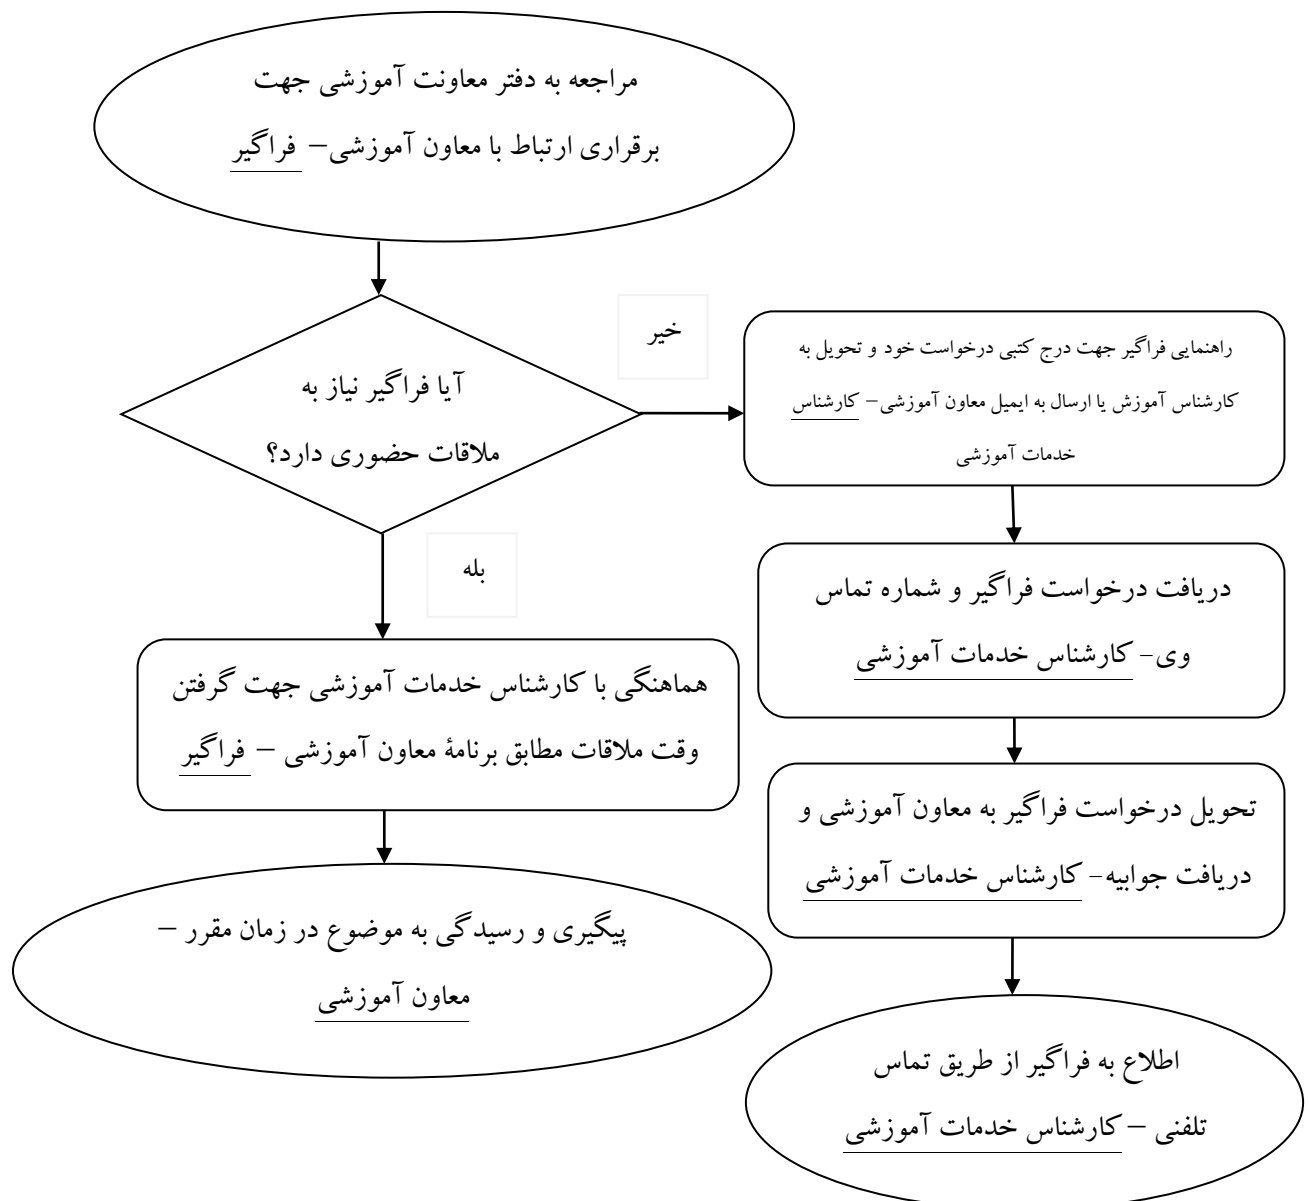 مراجعه به دفتر معاونت آموزشی جهت
برقراری ارتباط با معاون آموزشی– فراگیر
آیا فراگیر نیاز به
ملاقات حضوری دارد؟
خیر
راهنمایی فراگیر جهت درج کتبی درخواست خود و تحویل به
کارشناس آموزش یا ارسال به ایمیل معاون آموزشی– کارشناس
خدمات آموزشی
دریافت درخواست فراگیر و شماره تماس
وی- کارشناس خدمات آموزشی
تحویل درخواست فراگیر به معاون آموزشی و
دریافت جوابیه- کارشناس خدمات آموزشی
اطلاع به فراگیر از طریق تماس
تلفنی – کارشناس خدمات آموزشی
بله
هماهنگی با کارشناس خدمات آموزشی جهت گرفتن
وقت ملاقات مطابق برنامۀ معاون آموزشی – فراگیر
پیگیری و رسیدگی به موضوع در زمان مقرر –
معاون آموزشی